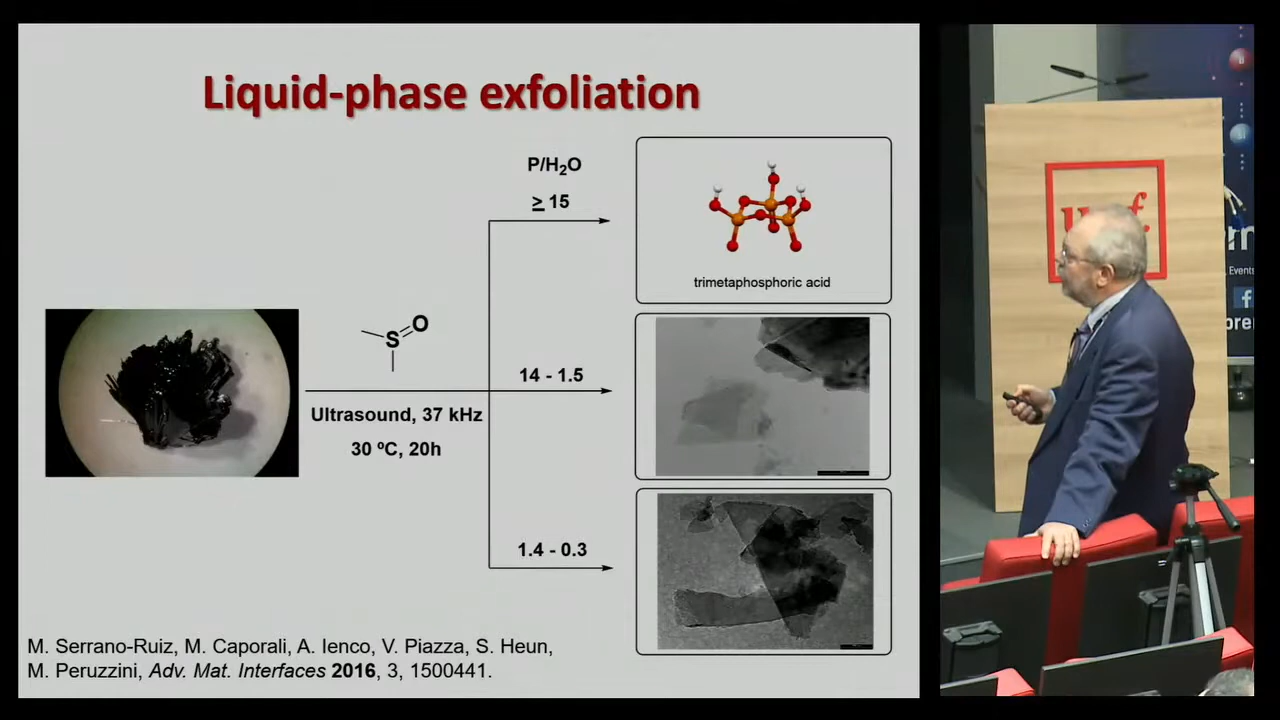 Liquid-phase exfoliation
P/H₂O
≥ 15
trimetaphosphoric acid
S O
14 - 1.5
Ultrasound, 37 kHz
30 ºC, 20h
1.4 - 0.3
M. Serrano-Ruiz, M. Caporali, A. Ienco, V. Piazza, S. Heun,
M. Peruzzini, Adv. Mat. Interfaces 2016, 3, 1500441.
Events
f